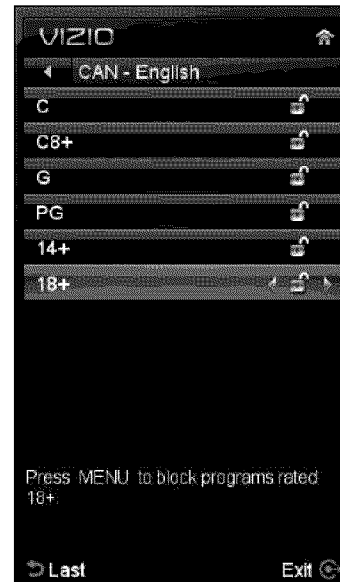 VIZIO
CAN - English
C
C8+
G
PG
14+
18+
Press MENU to block programs rated
18+.
Last Exit